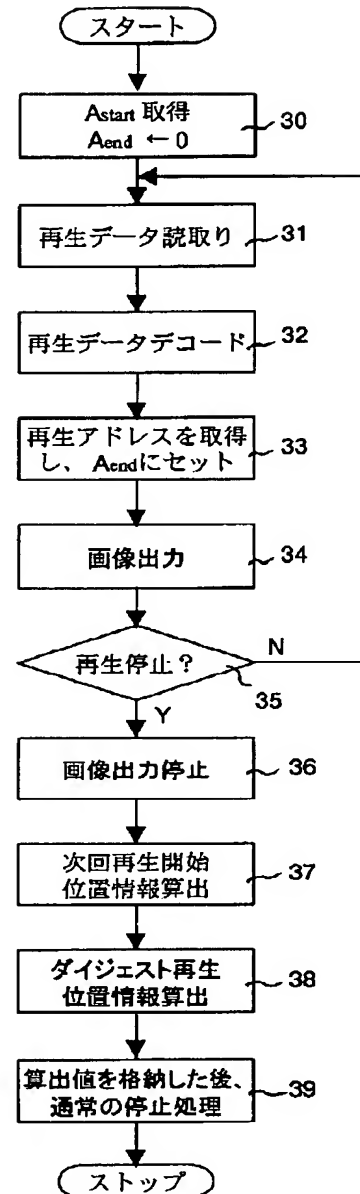 スタート
Astart 取得
Aend ←0
30
再生データ読取り
31
再生データデコード
32
再生アドレスを取得
し、Aendにセット
33
画像出力
34
再生停止？
N
35
Y
画像出力停止
36
次回再生開始
位置情報算出
37
ダイジェスト再生
位置情報算出
38
算出値を格納した後、
通常の停止処理
39
ストップ